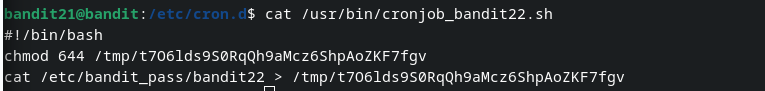 bandit21@bandit:/etc/cron.d$ cat /usr/bin/cronjob_bandit22.sh
#!/bin/bash
chmod 644 /tmp/t7O6lds9S0RqQh9aMcz6ShpAoZKF7fgv
cat /etc/bandit_pass/bandit22 > /tmp/t7O6lds9S0RqQh9aMcz6ShpAoZKF7fgv